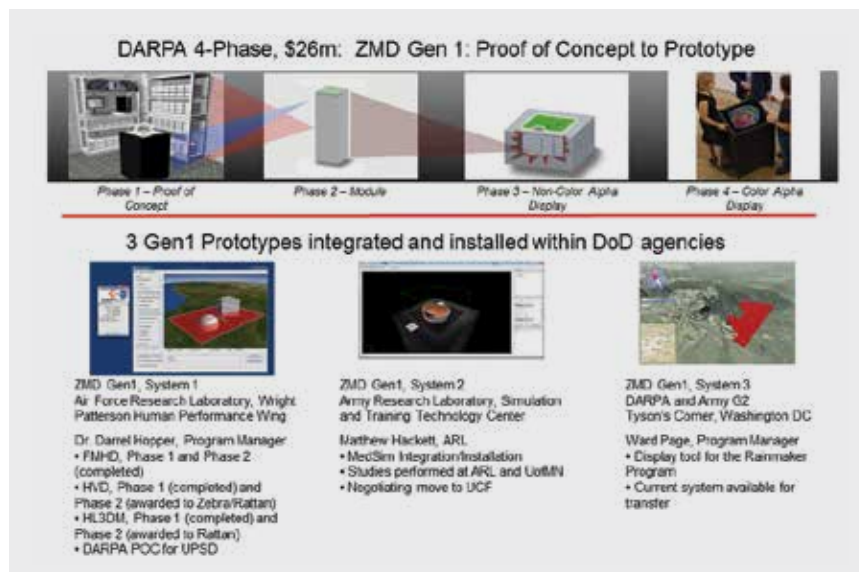 DARPA 4-Phase, $26m: ZMD Gen 1: Proof of Concept to Prototype
Phase 1 – Proof of
Concept
Phase 2 – Module
Phase 3 – Non-Color Alpha
Display
Phase 4 – Color Alpha
Display
3 Gen1 Prototypes integrated and installed within DoD agencies
ZMD Gen1, System 1
Air Force Research Laboratory, Wright
Patterson Human Performance Wing
Dr. Darrel Hopper, Program Manager
• FMHD, Phase 1 and Phase 2
(completed)
• HVD, Phase 1 (completed) and
Phase 2 (awarded to Zebra/Rattan)
• HL3DM, Phase 1 (completed) and
Phase 2 (awarded to Rattan)
• DARPA POC for UPSD
ZMD Gen1, System 2
Army Research Laboratory, Simulation
and Training Technology Center
Matthew Hackett, ARL
• MedSim Integration/Installation
• Studies performed at ARL and UofMN
• Negotiating move to UCF
ZMD Gen1, System 3
DARPA and Army G2
Tyson's Corner, Washington DC
Ward Page, Program Manager
• Display tool for the Rainmaker
Program
• Current system available for
transfer